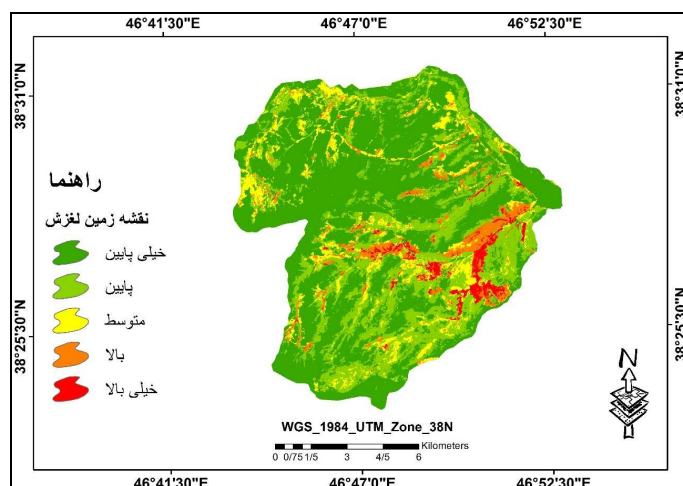 46°41'30"E 46°47'0"E 46°52'30"E
38°31'0"N
38°31'0"N
راهنما
نقشه زمین لغزش
خیلی پایین
پایین
متوسط
بالا
خیلی بالا
38°25'30"N
38°25'30"N
N
WGS_1984_UTM_Zone_38N
Kilometers
0 0/75 1/5 3 4/5 6
46°41'30"E 46°47'0"E 46°52'30"E